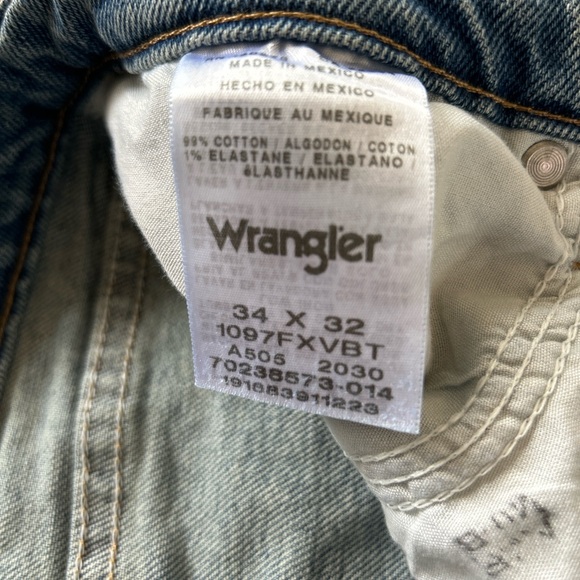 MADE IN MEXICO
HECHO EN MEXICO
FABRIQUE AU MEXIQUE
99% COTTON / ALGODON / COTON
1% ELASTANE / ELASTANO /
éLASTHANNE
Wrangler
34 X 32
1097FXVBT
A505 2030
70238573-014
191683911223